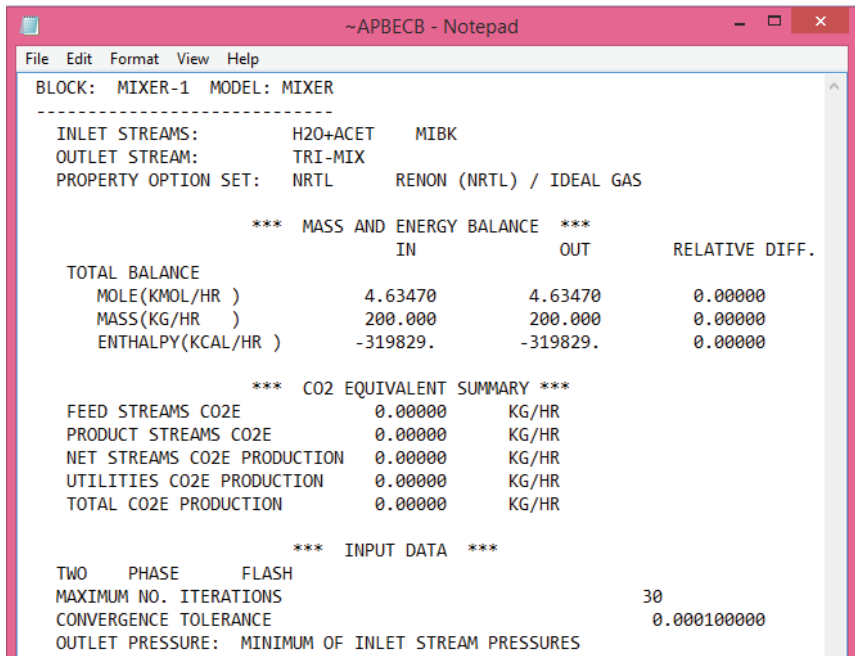 ~APBECB - Notepad
File Edit Format View Help
BLOCK: MIXER-1 MODEL: MIXER
-----------------------------
INLET STREAMS: H2O+ACET MIBK
OUTLET STREAM: TRI-MIX
PROPERTY OPTION SET: NRTL RENON (NRTL) / IDEAL GAS
*** MASS AND ENERGY BALANCE ***
IN OUT RELATIVE DIFF.
TOTAL BALANCE
MOLE(KMOL/HR ) 4.63470 4.63470 0.00000
MASS(KG/HR ) 200.000 200.000 0.00000
ENTHALPY(KCAL/HR ) -319829. -319829. 0.00000
*** CO2 EQUIVALENT SUMMARY ***
FEED STREAMS CO2E 0.00000 KG/HR
PRODUCT STREAMS CO2E 0.00000 KG/HR
NET STREAMS CO2E PRODUCTION 0.00000 KG/HR
UTILITIES CO2E PRODUCTION 0.00000 KG/HR
TOTAL CO2E PRODUCTION 0.00000 KG/HR
*** INPUT DATA ***
TWO PHASE FLASH
MAXIMUM NO. ITERATIONS 30
CONVERGENCE TOLERANCE 0.000100000
OUTLET PRESSURE: MINIMUM OF INLET STREAM PRESSURES